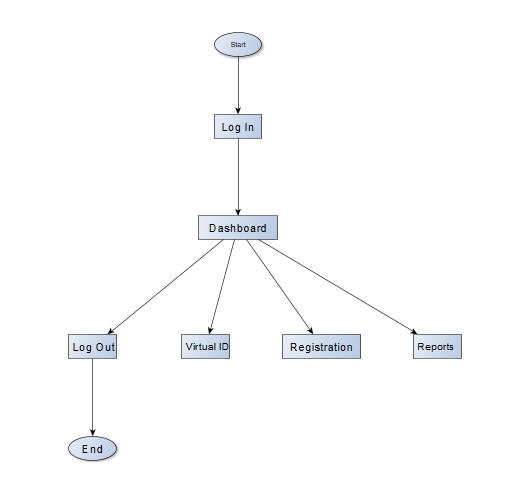 Start
Log In
Dashboard
Log Out
Virtual ID
Registration
Reports
End